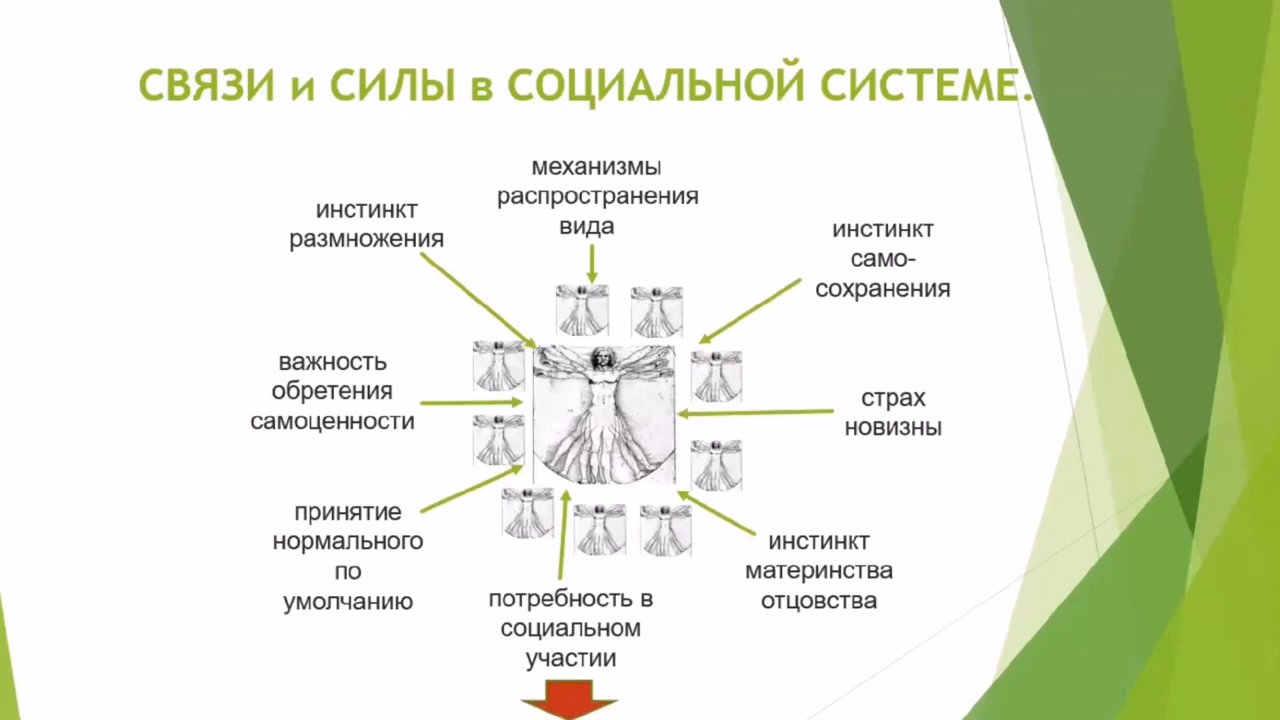 СВЯЗИ и СИЛЫ в СОЦИАЛЬНОЙ СИСТЕМЕ.
механизмы
распространения
вида
инстинкт
размножения
инстинкт
само-
сохранения
важность
обретения
самоценности
страх
новизны
принятие
нормального
по
умолчанию
инстинкт
материнства
отцовства
потребность в
социальном
участии